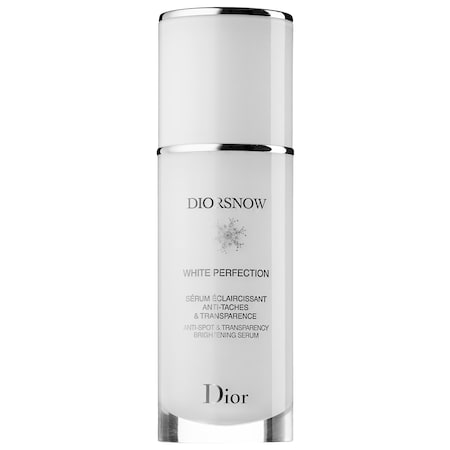 DIORSNOW
WHITE PERFECTION
SÉRUM ÉCLAIRCISSANT
ANTI-TACHES
& TRANSPARENCE
ANTI-SPOT & TRANSPARENCY
BRIGHTENING SERUM
Dior